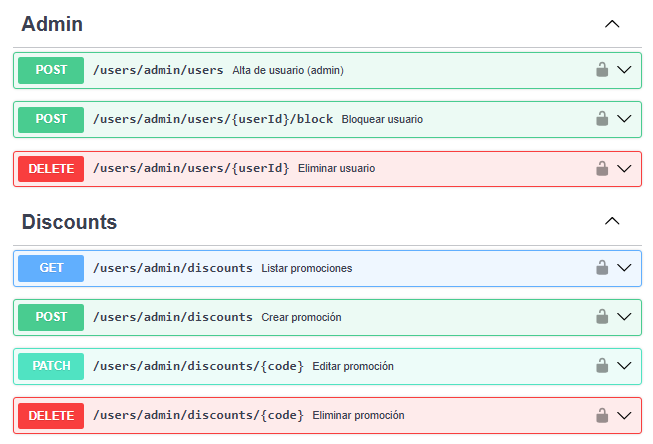 Admin
POST /users/admin/users Alta de usuario (admin)
POST /users/admin/users/{userId}/block Bloquear usuario
DELETE /users/admin/users/{userId} Eliminar usuario
Discounts
GET /users/admin/discounts Listar promociones
POST /users/admin/discounts Crear promoción
PATCH /users/admin/discounts/{code} Editar promoción
DELETE /users/admin/discounts/{code} Eliminar promoción